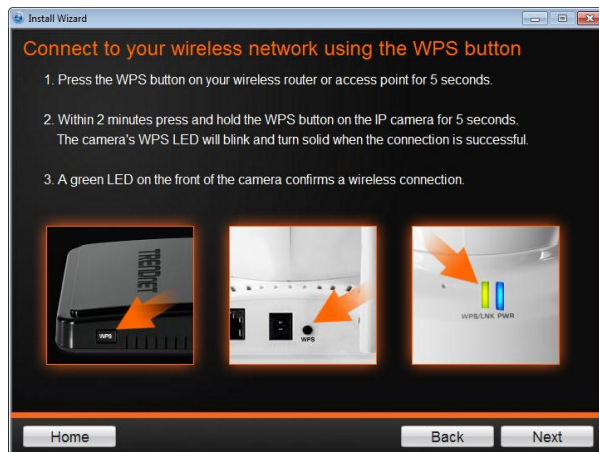 Install Wizard
Connect to your wireless network using the WPS button
1. Press the WPS button on your wireless router or access point for 5 seconds.
2. Within 2 minutes press and hold the WPS button on the IP camera for 5 seconds.
The camera's WPS LED will blink and turn solid when the connection is successful.
3. A green LED on the front of the camera confirms a wireless connection.
TRENDNET
WPS
WPS
WPS/LNK PWR
Home
Back
Next